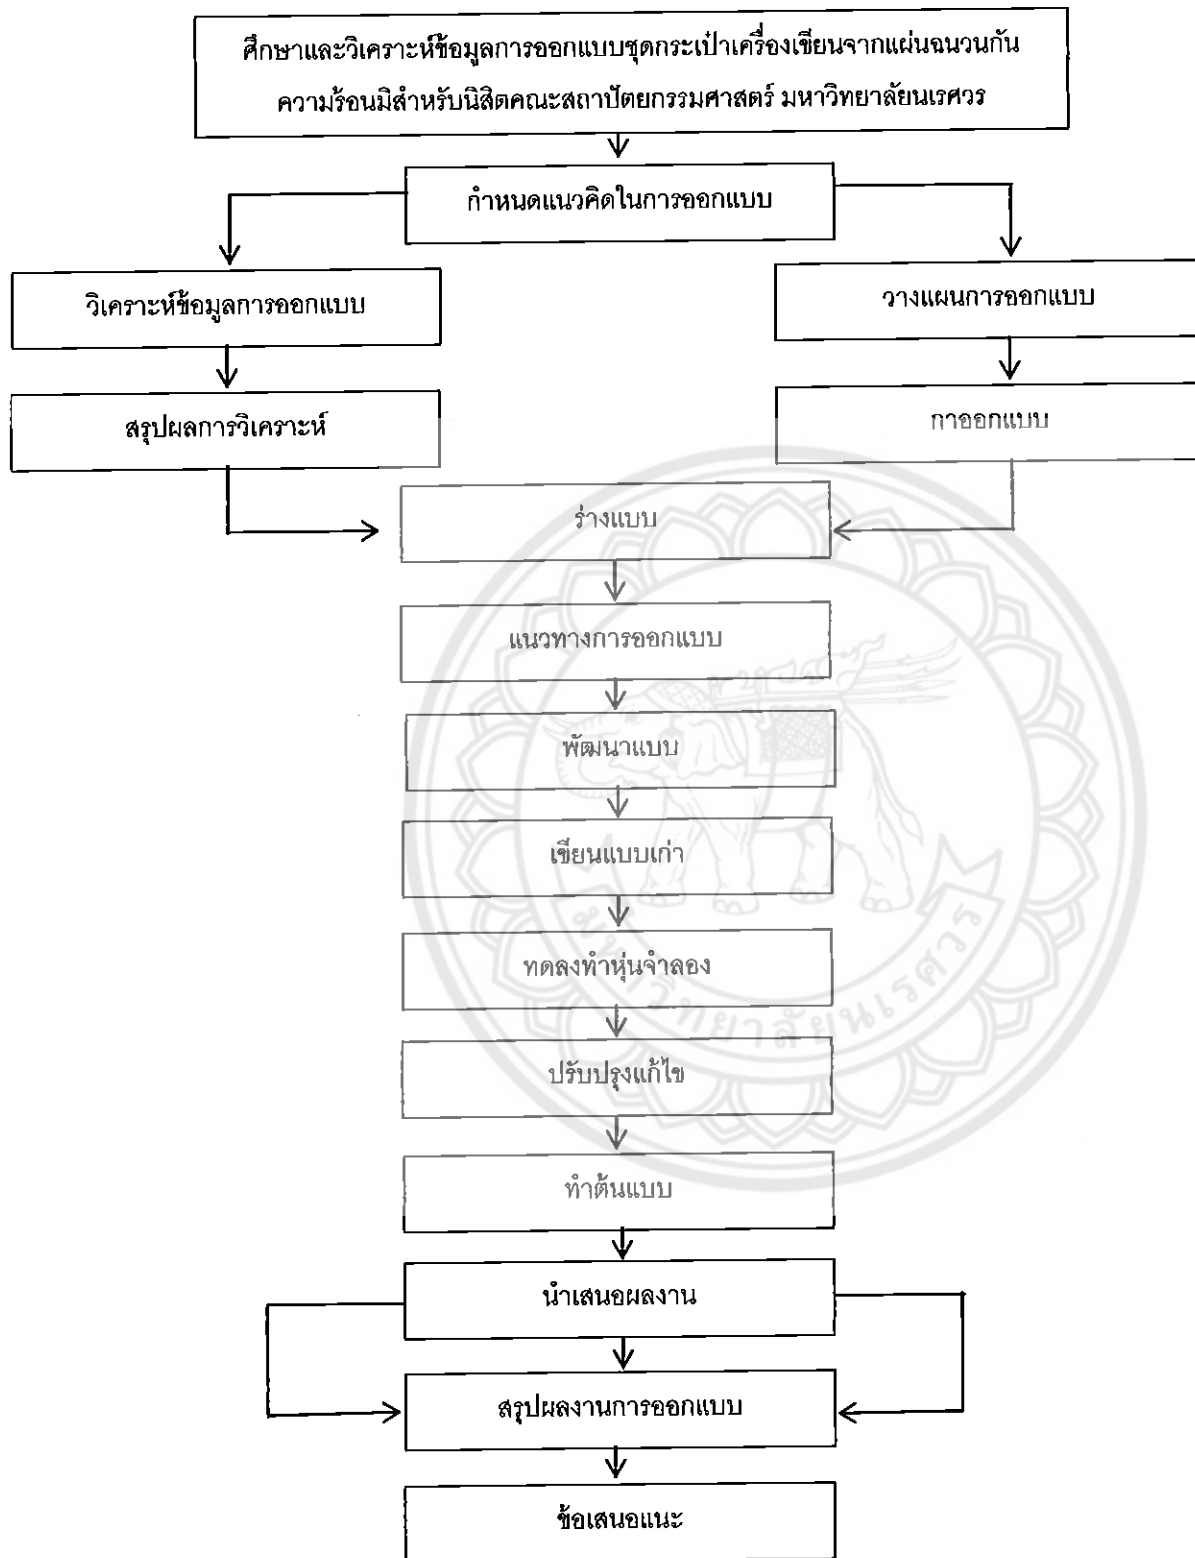 ศึกษาและวิเคราะห์ข้อมูลการออกแบบชุดกระเป๋าเครื่องเขียนจากแผ่นฉนวนกัน
ความร้อนมิสำหรับนิสิตคณะสถาปัตยกรรมศาสตร์ มหาวิทยาลัยนเรศวร
กำหนดแนวคิดในการออกแบบ
วิเคราะห์ข้อมูลการออกแบบ
วางแผนการออกแบบ
สรุปผลการวิเคราะห์
กาออกแบบ
ร่างแบบ
แนวทางการออกแบบ
พัฒนาแบบ
เขียนแบบเก่า
ทดลงทำหุ่นจำลอง
ปรับปรุงแก้ไข
ทำต้นแบบ
นำเสนอผลงาน
สรุปผลงานการออกแบบ
ข้อเสนอแนะ
มหาวิทยาลัยนเรศวร